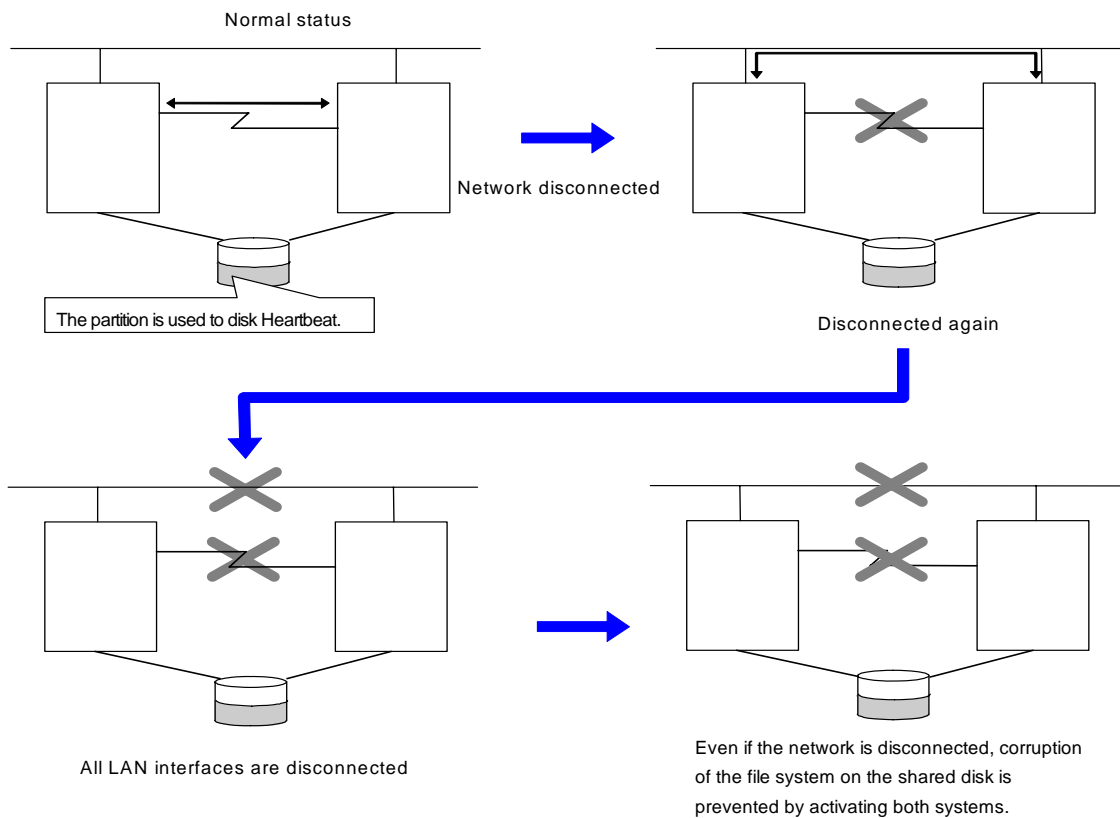 Normal status
Network disconnected
The partition is used to disk Heartbeat.
Disconnected again
All LAN interfaces are disconnected
Even if the network is disconnected, corruption
of the file system on the shared disk is
prevented by activating both systems.